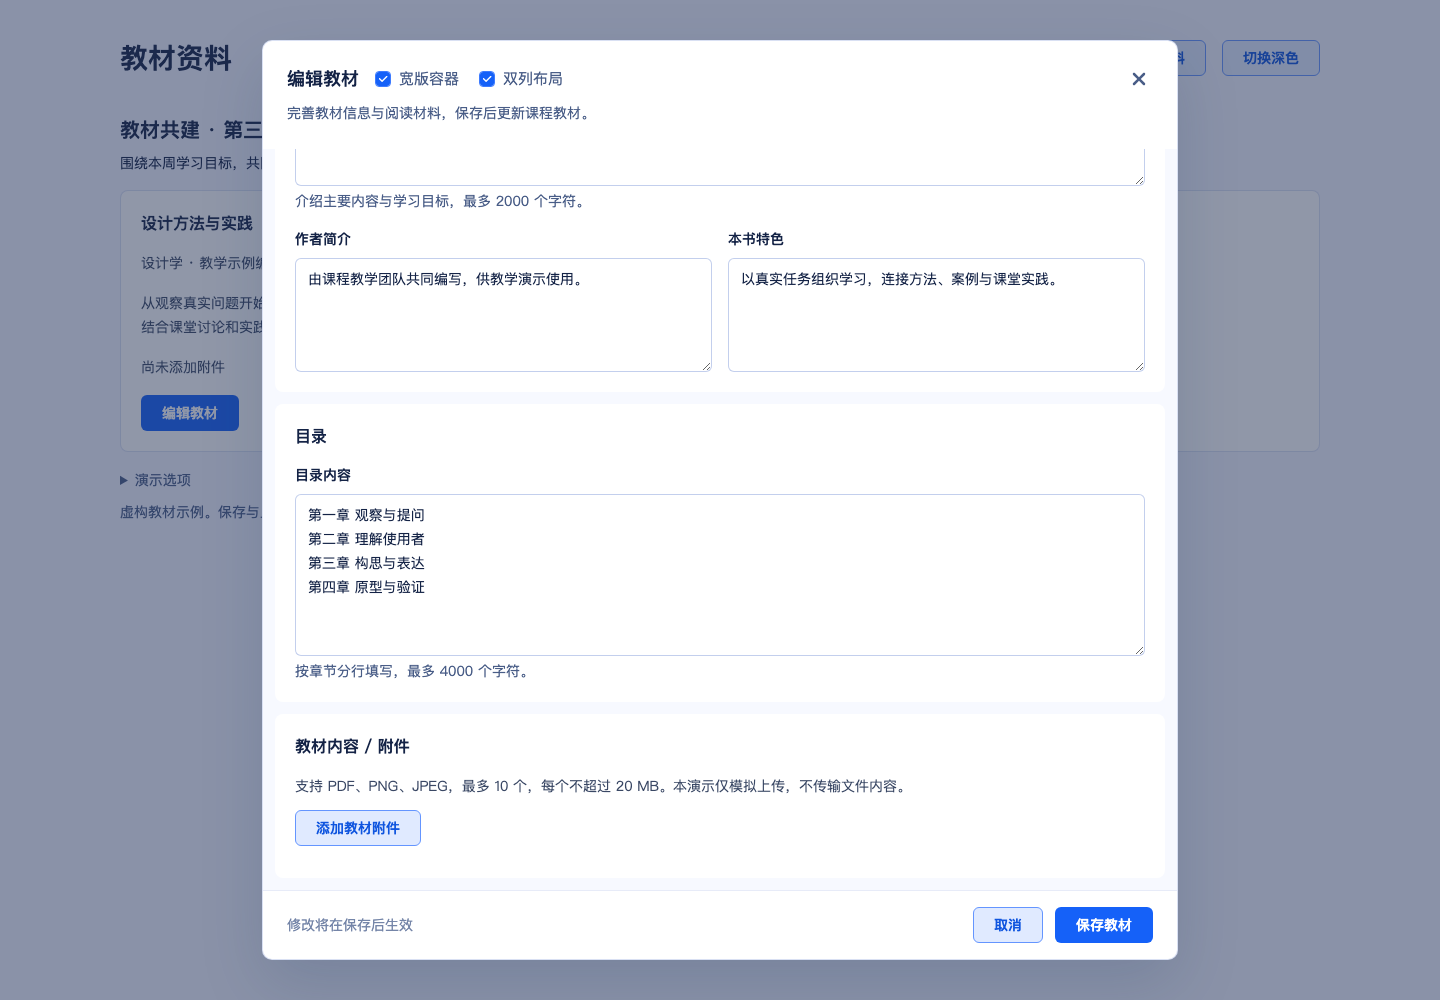 教材资料
料
切换深色
编辑教材
宽版容器
双列布局
完善教材信息与阅读材料，保存后更新课程教材。
教材共建 · 第三
围绕本周学习目标，共
设计方法与实践
设计学 · 教学示例编
从观察真实问题开始
结合课堂讨论和实践
尚未添加附件
编辑教材
演示选项
虚构教材示例。保存与
介绍主要内容与学习目标，最多 2000 个字符。
作者简介
本书特色
由课程教学团队共同编写，供教学演示使用。
以真实任务组织学习，连接方法、案例与课堂实践。
目录
目录内容
第一章 观察与提问
第二章 理解使用者
第三章 构思与表达
第四章 原型与验证
按章节分行填写，最多 4000 个字符。
教材内容 / 附件
支持 PDF、PNG、JPEG，最多 10 个，每个不超过 20 MB。本演示仅模拟上传，不传输文件内容。
添加教材附件
修改将在保存后生效
取消
保存教材